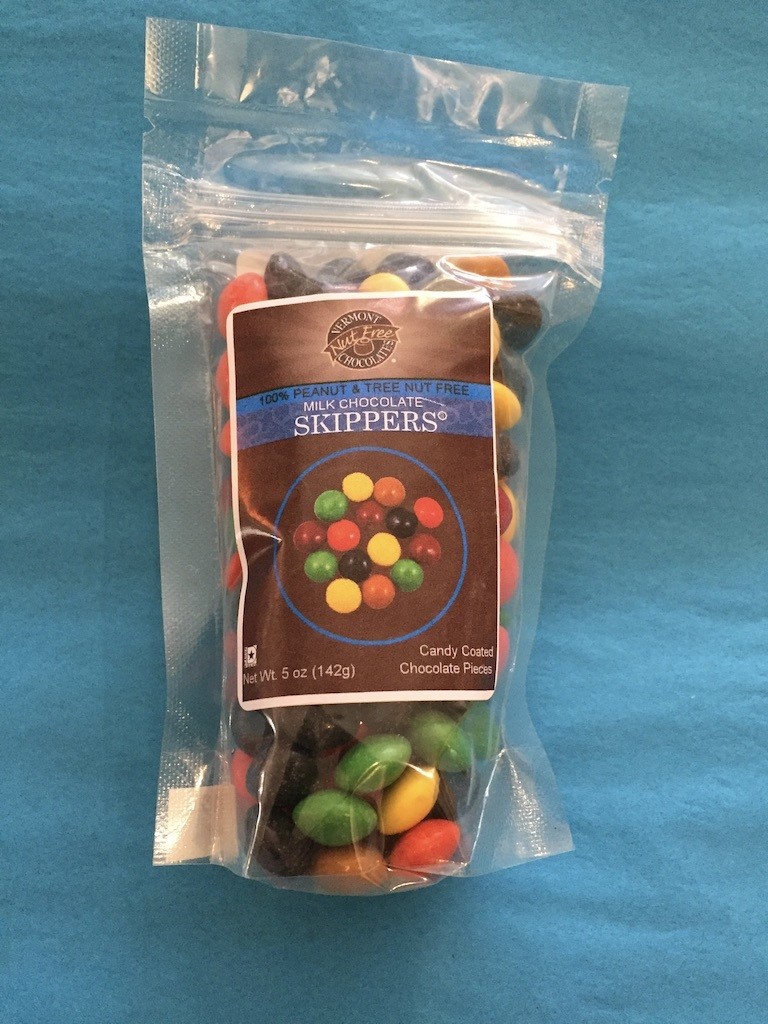 VERMONT
Nut Free
CHOCOLATES®
100% PEANUT & TREE NUT FREE
MILK CHOCOLATE
SKIPPERS®
Candy Coated
Net Wt. 5 oz (142g) Chocolate Pieces